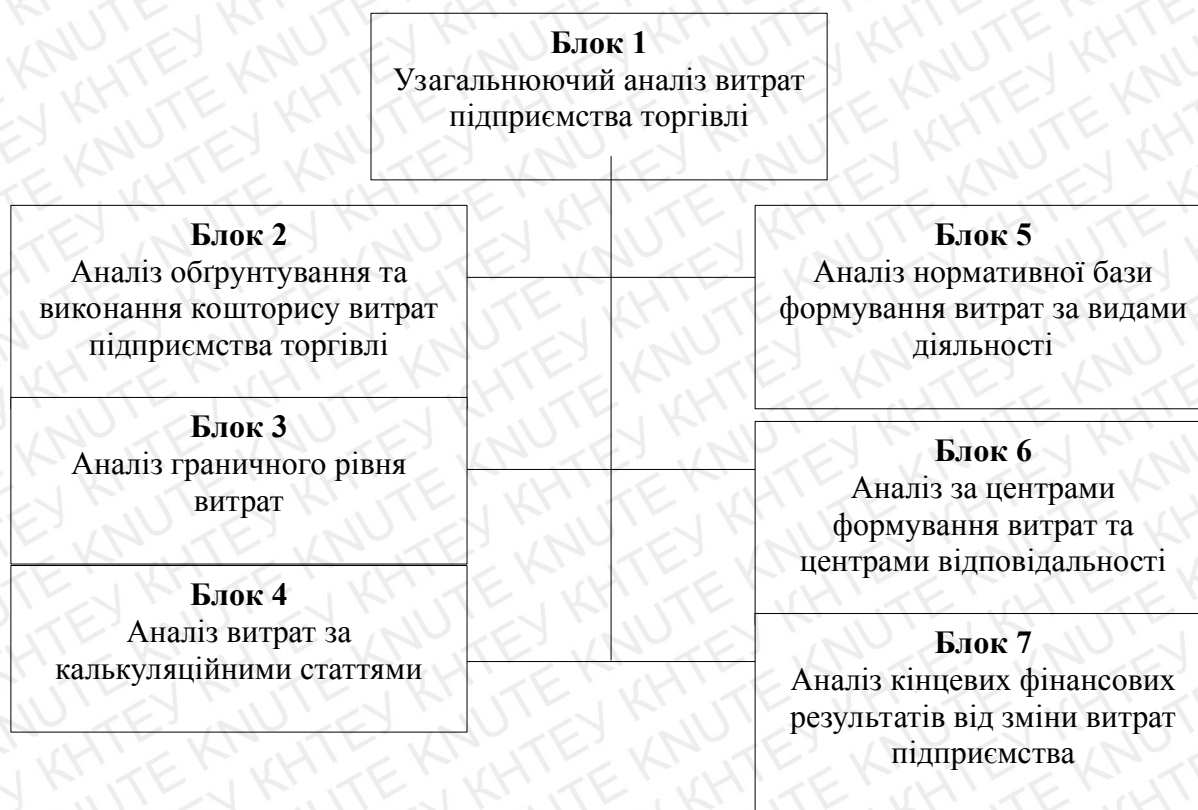 Блок 1
Узагальнюючий аналіз витрат
підприємства торгівлі
Блок 2
Аналіз обґрунтування та
виконання кошторису витрат
підприємства торгівлі
Блок 3
Аналіз граничного рівня
витрат
Блок 4
Аналіз витрат за
калькуляційними статтями
Блок 5
Аналіз нормативної бази
формування витрат за видами
діяльності
Блок 6
Аналіз за центрами
формування витрат та
центрами відповідальності
Блок 7
Аналіз кінцевих фінансових
результатів від зміни витрат
підприємства